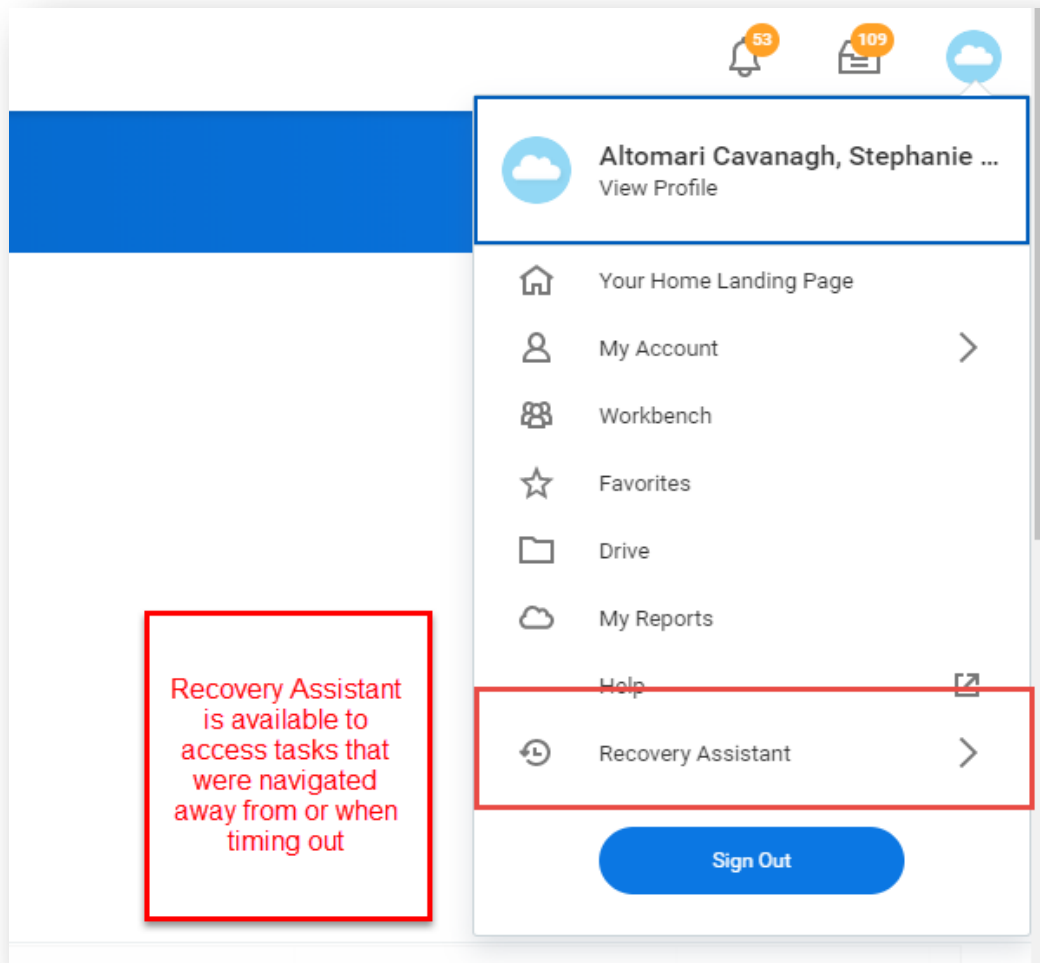 53
109
Altomari Cavanagh, Stephanie ...
View Profile
Your Home Landing Page
My Account
Workbench
Favorites
Drive
My Reports
Help
Recovery Assistant
Sign Out
Recovery Assistant
is available to
access tasks that
were navigated
away from or when
timing out